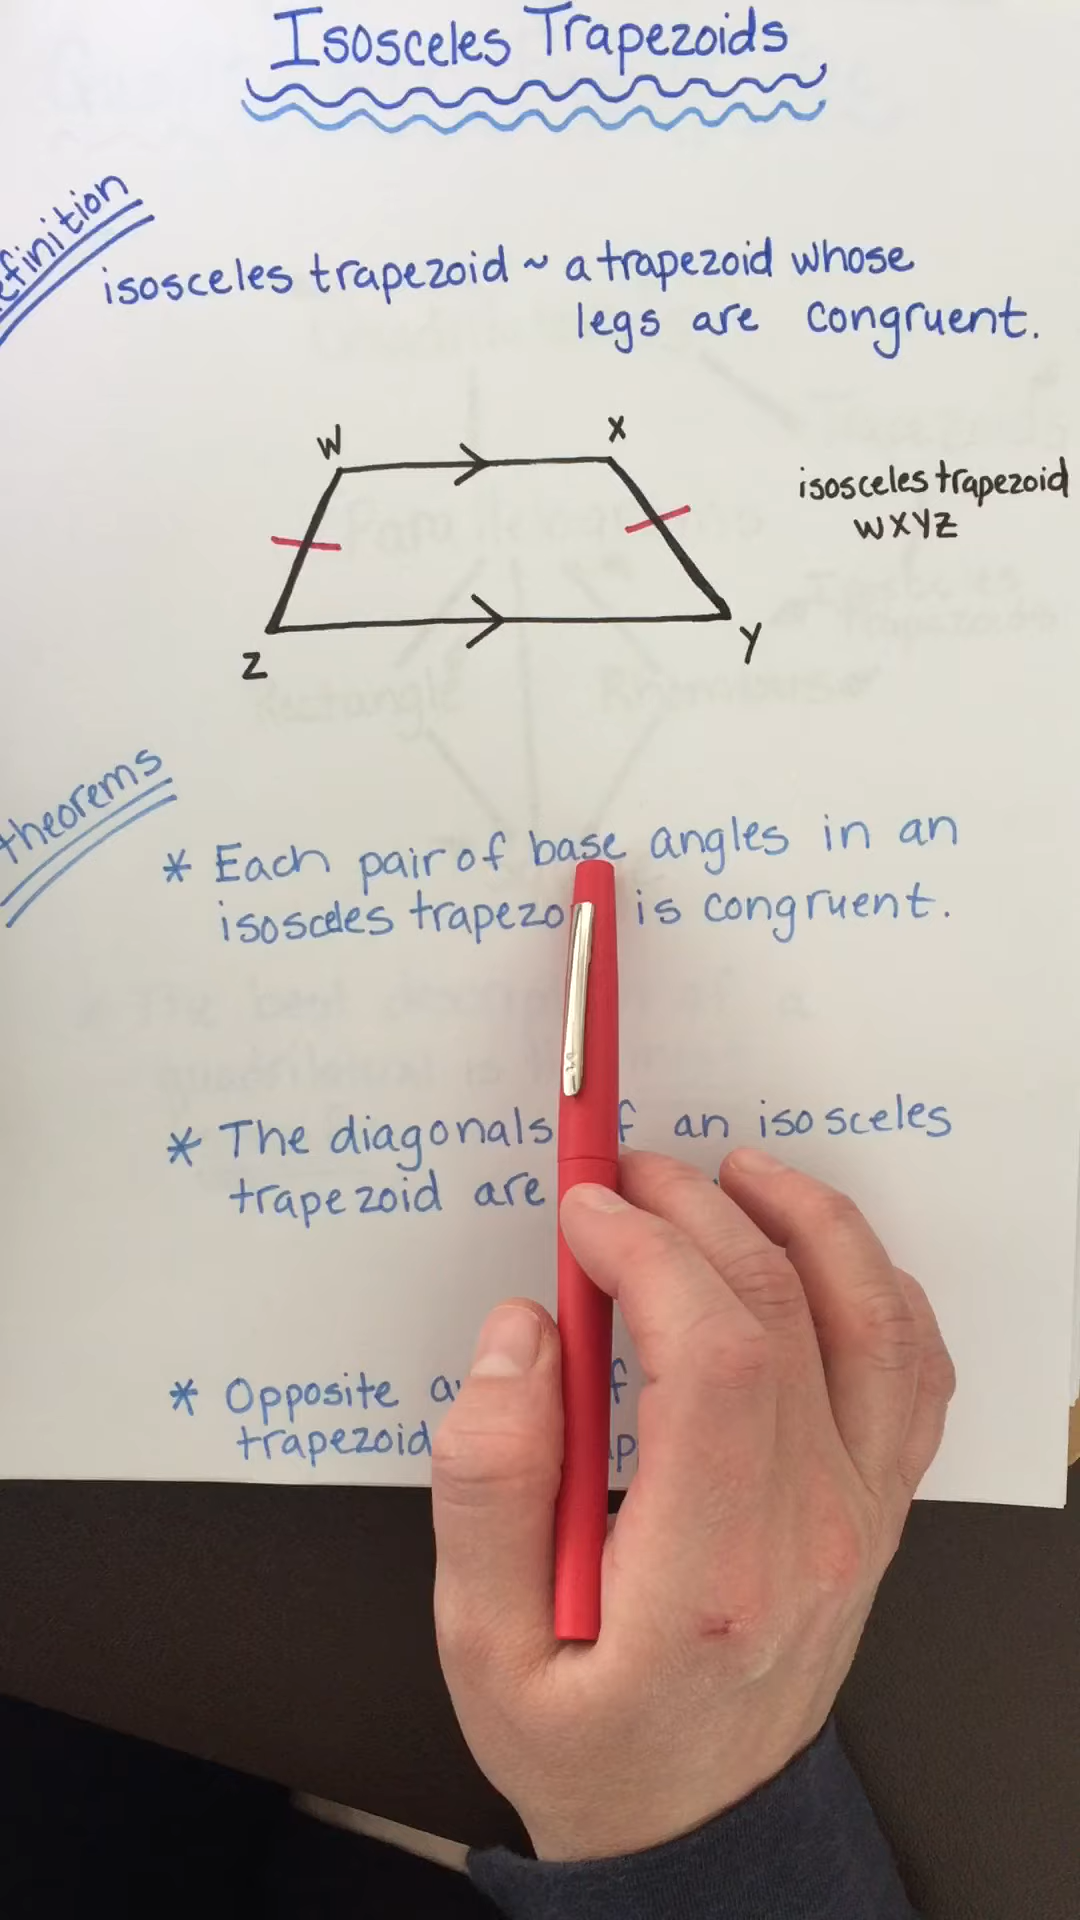 Isosceles Trapezoids
isosceles trapezoid ~ a trapezoid whose
legs are congruent.
W
X
isosceles trapezoid
WXYZ
Z
Y
theorems
* Each pair of base angles in an
isosceles trapezo is congruent.
* The diagonals f an isosceles
trapezoid are
* Opposite
trapezoid